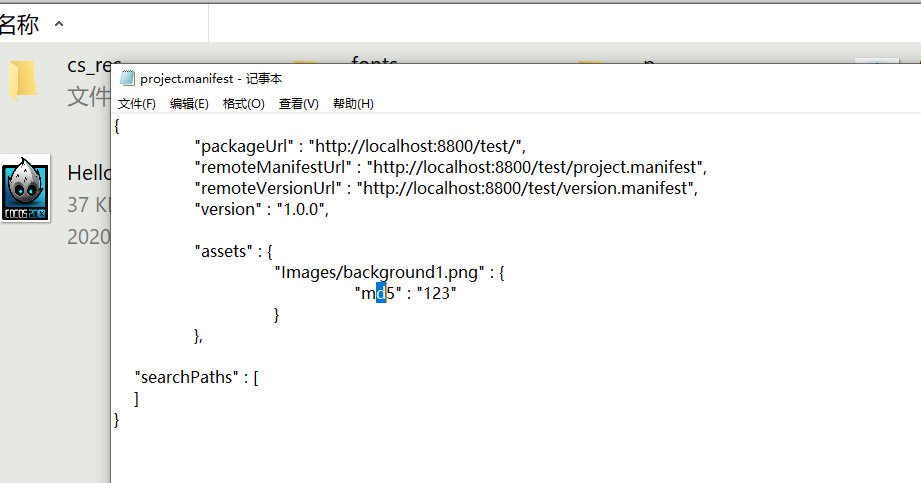 名称
cs_res
文件
Hello
37 K
2020
project.manifest - 记事本
文件(F) 编辑(E) 格式(O) 查看(V) 帮助(H)
{
"packageUrl" : "http://localhost:8800/test/",
"remoteManifestUrl" : "http://localhost:8800/test/project.manifest",
"remoteVersionUrl" : "http://localhost:8800/test/version.manifest",
"version" : "1.0.0",
"assets" : {
"Images/background1.png" : {
"md5" : "123"
}
},
"searchPaths" : [
]
}